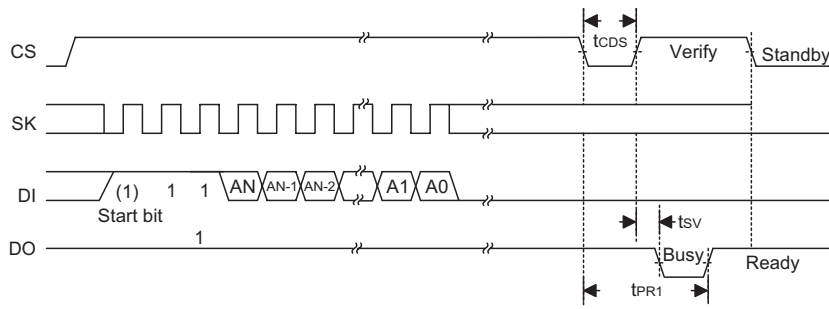 tCDS
CS
Verify
Standby
SK
DI
(1) 1 1 AN AN-1 AN-2 A1 A0
Start bit
tSV
1
DO
Busy
Ready
tPR1